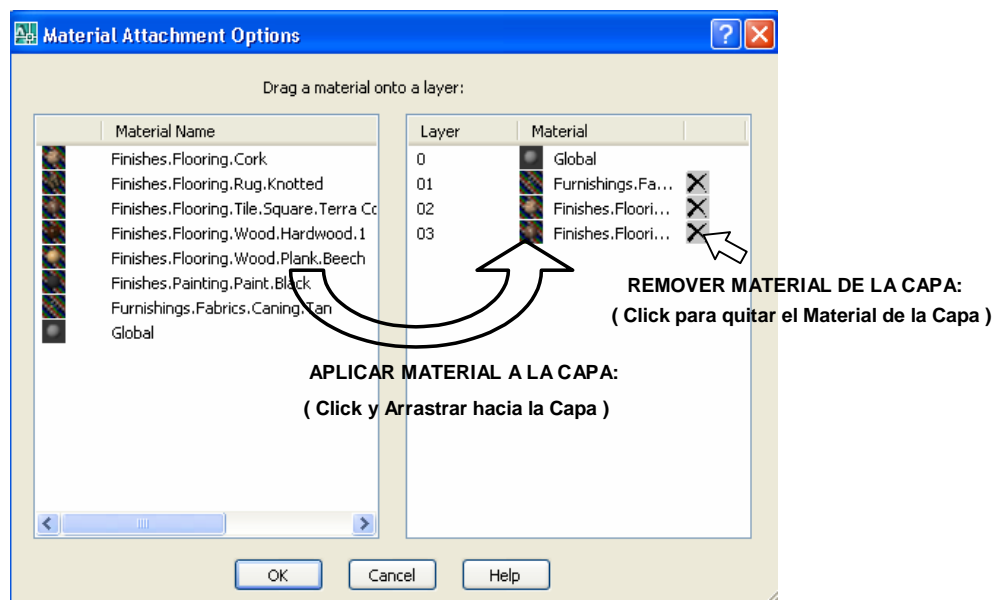 Material Attachment Options
Drag a material onto a layer:
Material Name
Finishes.Flooring.Cork
Finishes.Flooring.Rug.Knotted
Finishes.Flooring.Tile.Square.Terra Co
Finishes.Flooring.Wood.Hardwood.1
Finishes.Flooring.Wood.Plank.Beech
Finishes.Painting.Paint.Black
Furnishings.Fabrics.Caning.Tan
Global
Layer Material
0 Global
01 Furnishings.Fa...
02 Finishes.Floori...
03 Finishes.Floori...
REMOVER MATERIAL DE LA CAPA:
( Click para quitar el Material de la Capa )
APLICAR MATERIAL A LA CAPA:
( Click y Arrastrar hacia la Capa )
OK Cancel Help